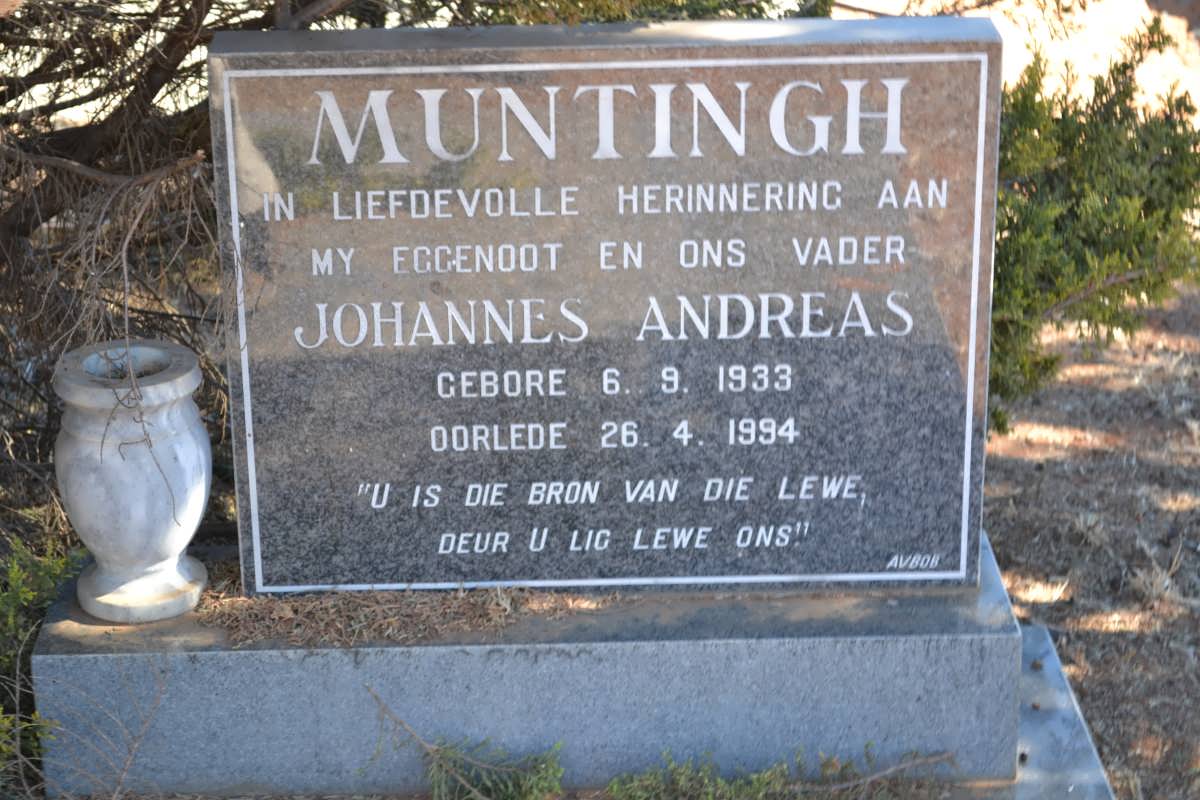 MUNTINGH
IN LIEFDEVOLLE HERINNERING AAN
MY EGGENOOT EN ONS VADER
JOHANNES ANDREAS
GEBORE 6. 9. 1933
OORLEDE 26. 4. 1994
"U IS DIE BRON VAN DIE LEWE,
DEUR U LIG LEWE ONS"
AVBOB